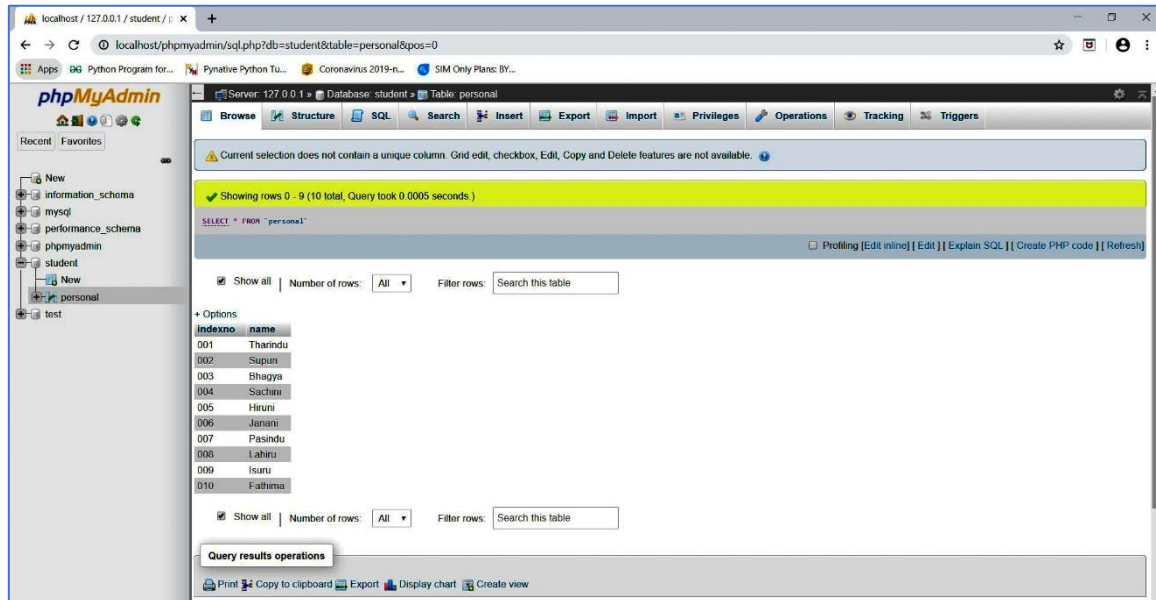 localhost / 127.0.0.1 / student / p
localhost/phpmyadmin/sql.php?db=student&table=personal&pos=0
Apps Python Program for... Pynative Python Tu... Coronavirus 2019-n... SIM Only Plans: BY...
phpMyAdmin
Recent Favorites
New
information_schema
mysql
performance_schema
phpmyadmin
student
New
personal
test
Server: 127.0.0.1 » Database: student » Table: personal
Browse Structure SQL Search Insert Export Import Privileges Operations Tracking Triggers
Current selection does not contain a unique column. Grid edit, checkbox, Edit, Copy and Delete features are not available.
Showing rows 0 - 9 (10 total, Query took 0.0005 seconds.)
SELECT * FROM `personal`
Profiling [Edit inline] [ Edit ] [ Explain SQL ] [ Create PHP code ] [ Refresh]
Show all | Number of rows: All Filter rows: Search this table
+ Options
indexno name
001 Tharindu
002 Supun
003 Bhagya
004 Sachini
005 Hiruni
006 Janani
007 Pasindu
008 Lahiru
009 Isuru
010 Fathima
Show all | Number of rows: All Filter rows: Search this table
Query results operations
Print Copy to clipboard Export Display chart Create view